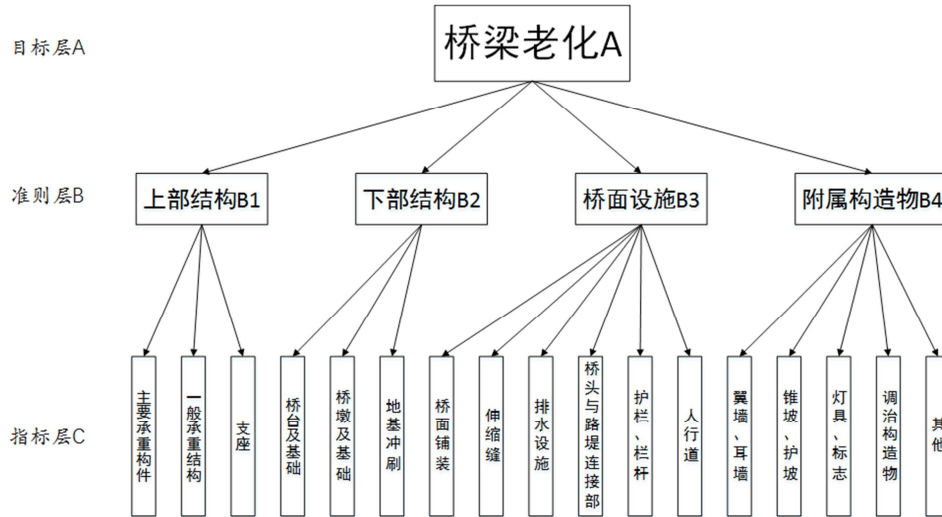 目标层A
桥梁老化A
准则层B
上部结构B1
下部结构B2
桥面设施B3
附属构造物B4
指标层C
主要承重构件
一般承重结构
支座
桥台及基础
桥墩及基础
地基冲刷
桥面铺装
伸缩缝
排水设施
桥头与路堤连接部
护栏、栏杆
人行道
翼墙、耳墙
锥坡、护坡
灯具、标志
调治构造物
其他